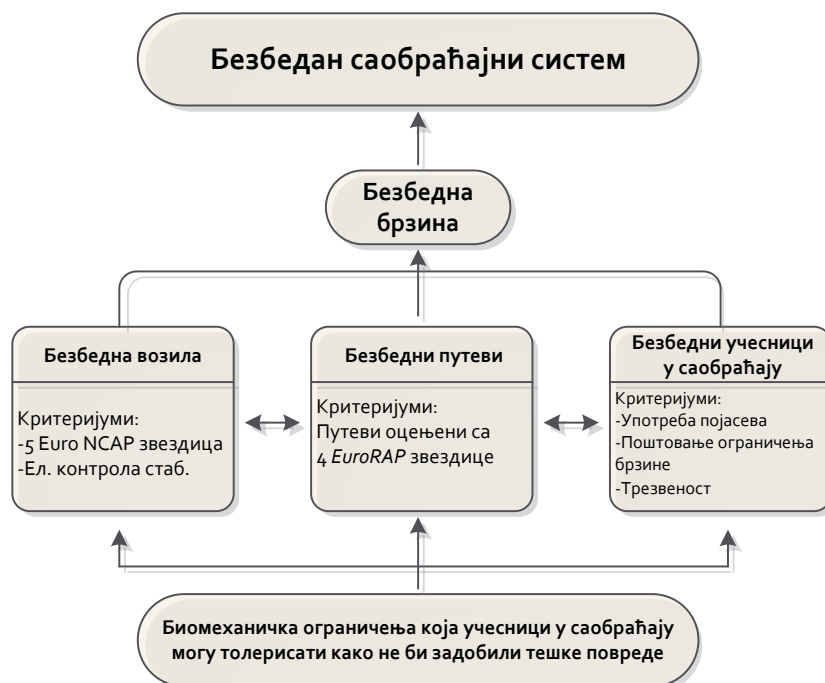 Безбедан саобраћајни систем
Безбедна
брзина
Безбедна возила
Критеријуми:
-5 Euro NCAP звездица
-Ел. контрола стаб.
Безбедни путеви
Критеријуми:
Путеви оцењени са
4 EuroRAP звездице
Безбедни учесници
у саобраћају
Критеријуми:
-Употреба појасева
-Поштовање ограничења
брзине
-Трезвеност
Биомеханичка ограничења која учесници у саобраћају
могу толерисати како не би задобили тешке повреде